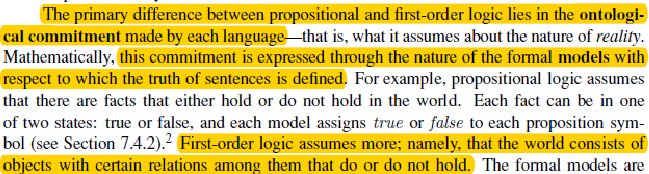 The primary difference between propositional and first-order logic lies in the ontologi-
cal commitment made by each language—that is, what it assumes about the nature of reality.
Mathematically, this commitment is expressed through the nature of the formal models with
respect to which the truth of sentences is defined. For example, propositional logic assumes
that there are facts that either hold or do not hold in the world. Each fact can be in one
of two states: true or false, and each model assigns true or false to each proposition sym-
bol (see Section 7.4.2).2 First-order logic assumes more; namely, that the world consists of
objects with certain relations among them that do or do not hold. The formal models are